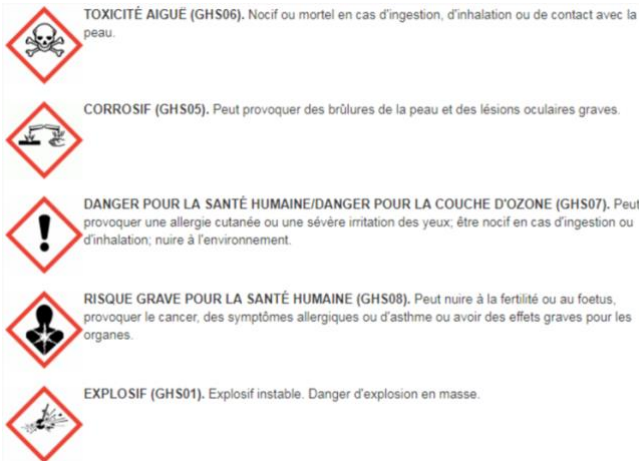 TOXICITÉ AIGUË (GHS06). Nocif ou mortel en cas d'ingestion, d'inhalation ou de contact avec la
peau.
CORROSIF (GHS05). Peut provoquer des brûlures de la peau et des lésions oculaires graves.
DANGER POUR LA SANTÉ HUMAINE/DANGER POUR LA COUCHE D'OZONE (GHS07). Peut
provoquer une allergie cutanée ou une sévère irritation des yeux; être nocif en cas d'ingestion ou
d'inhalation; nuire à l'environnement.
RISQUE GRAVE POUR LA SANTÉ HUMAINE (GHS08). Peut nuire à la fertilité ou au foetus,
provoquer le cancer, des symptômes allergiques ou d'asthme ou avoir des effets graves pour les
organes.
EXPLOSIF (GHS01). Explosif instable. Danger d'explosion en masse.